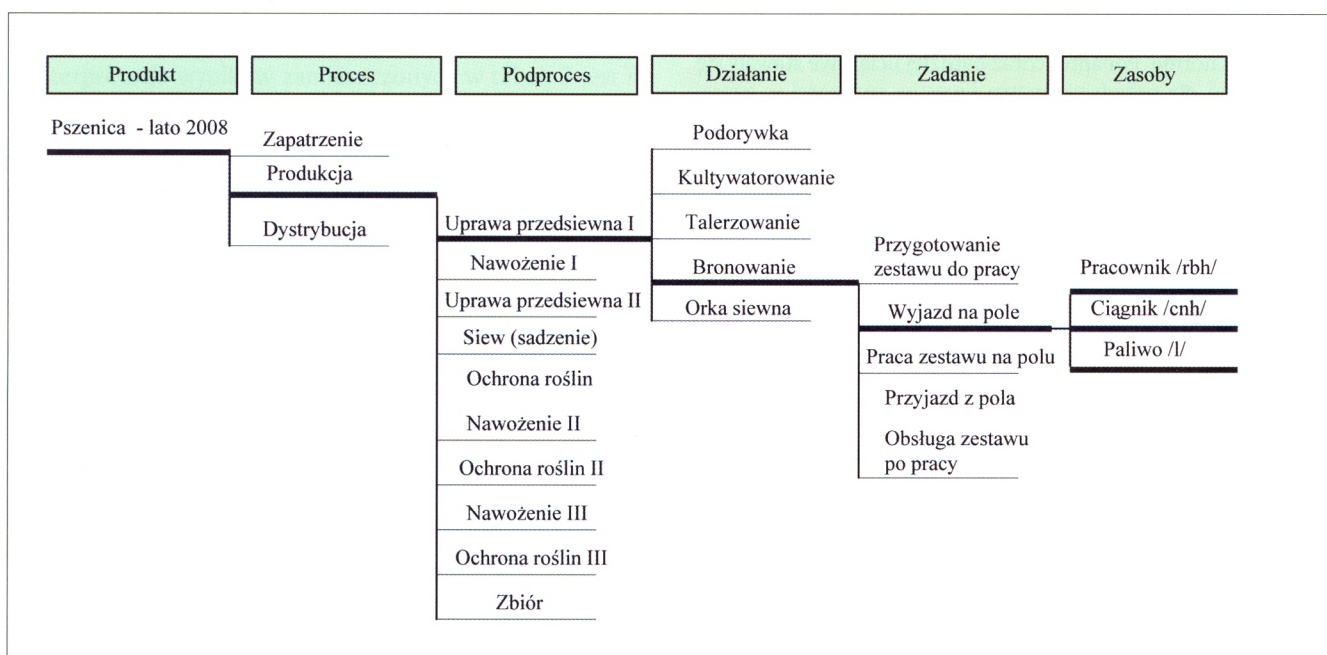 Produkt
Proces
Podproces
Działanie
Zadanie
Zasoby
Pszenica - lato 2008
Zapatrzenie
Produkcja
Dystrybucja
Uprawa przedsiewna I
Nawożenie I
Uprawa przedsiewna II
Siew (sadzenie)
Ochrona roślin
Nawożenie II
Ochrona roślin II
Nawożenie III
Ochrona roślin III
Zbiór
Podorywka
Kultywatorowanie
Talerzowanie
Bronowanie
Orka siewna
Przygotowanie
zestawu do pracy
Wyjazd na pole
Praca zestawu na polu
Przyjazd z pola
Obsługa zestawu
po pracy
Pracownik /rbh/
Ciągnik /cnh/
Paliwo /l/